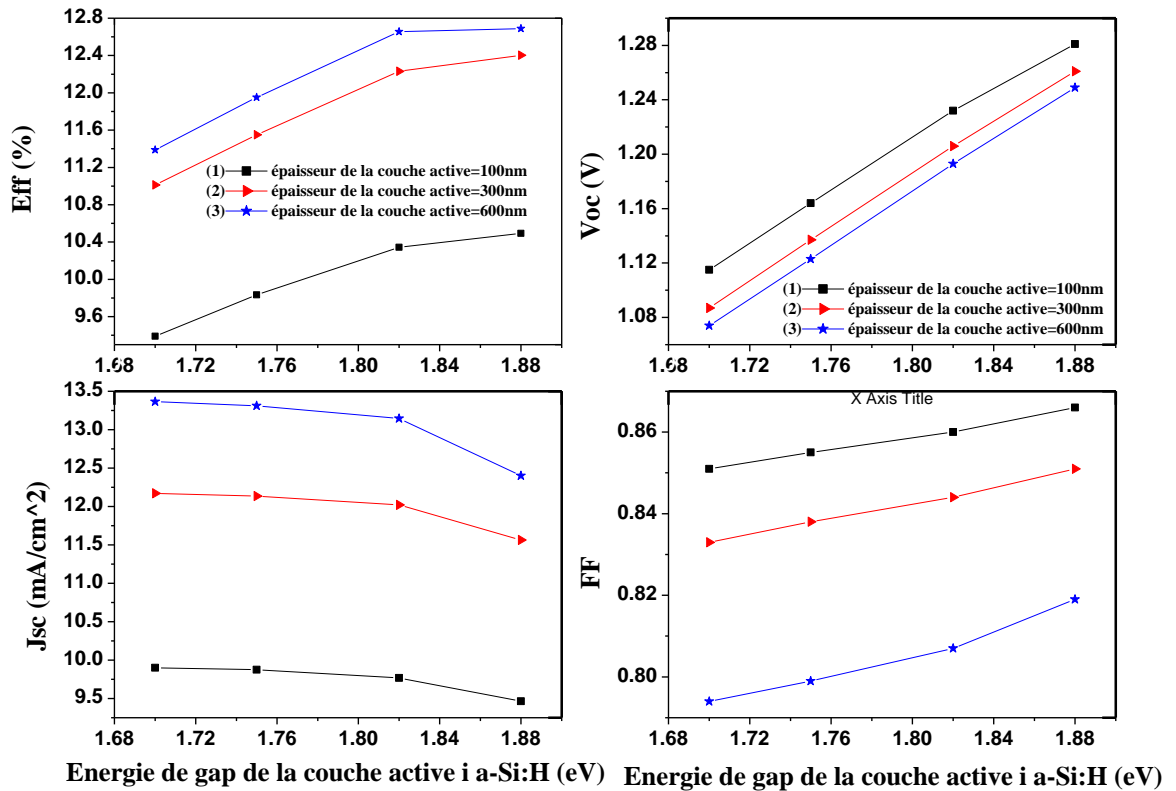 12.8
12.4
12.0
11.6
11.2
10.8
10.4
10.0
9.6
Eff (%)
(1) épaisseur de la couche active=100nm
(2) épaisseur de la couche active=300nm
(3) épaisseur de la couche active=600nm
1.68 1.72 1.76 1.80 1.84 1.88
1.28
1.24
1.20
1.16
1.12
1.08
Voc (V)
(1) épaisseur de la couche active=100nm
(2) épaisseur de la couche active=300nm
(3) épaisseur de la couche active=600nm
1.68 1.72 1.76 1.80 1.84 1.88
13.5
13.0
12.5
12.0
11.5
11.0
10.5
10.0
9.5
Jsc (mA/cm^2)
1.68 1.72 1.76 1.80 1.84 1.88
Energie de gap de la couche active i a-Si:H (eV)
X Axis Title
0.86
0.84
0.82
0.80
FF
1.68 1.72 1.76 1.80 1.84 1.88
Energie de gap de la couche active i a-Si:H (eV)